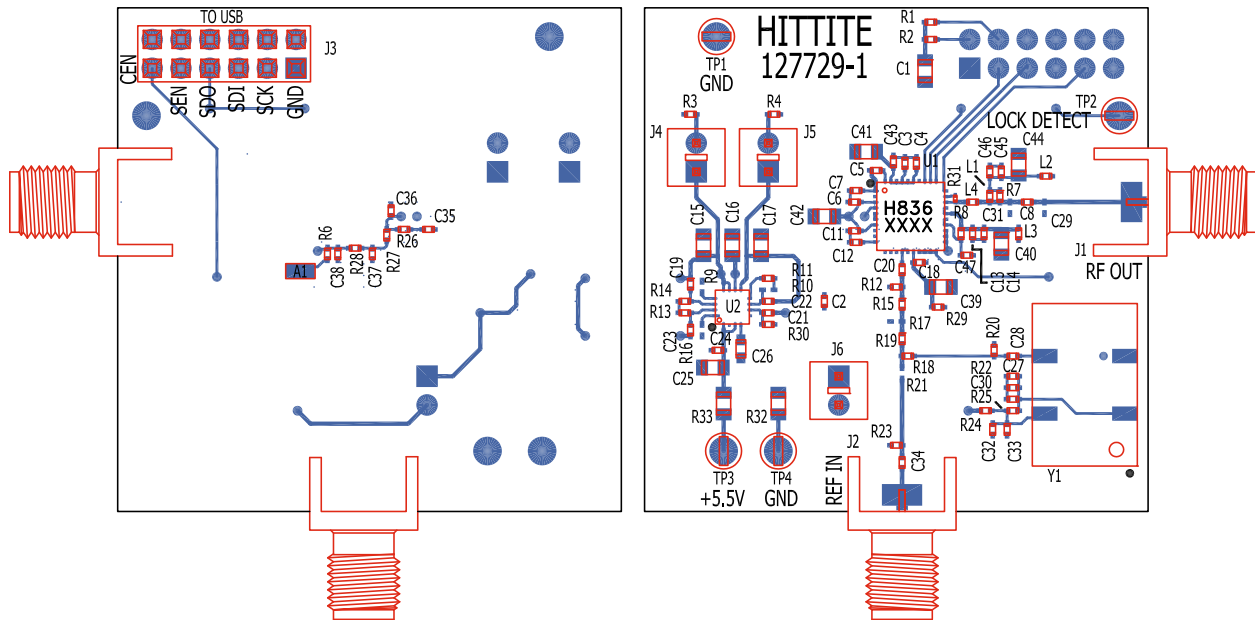 TO USB
J3
CEN
SEN
SDO
SDI
SCK
GND
C36
C35
R26
R27
R6
C38
R28
C37
A1
HITTITE
127729-1
TP1
GND
R1
R2
C1
TP2
LOCK DETECT
R3
R4
J4
J5
C41
C43
C3
C4
U1
C46
C45
C44
L1
L2
C5
C7
C6
R31
L4
R7
H836
XXXX
C15
C16
C17
C42
C11
C12
R8
C31
C8
C29
L3
J1
RF OUT
C40
C47
C13
C14
C20
C18
C39
R29
C19
R9
R11
R10
R14
R13
U2
C22
C21
R30
C2
R12
R15
R17
C23
R16
C24
C26
C25
R19
R18
R21
R20
C28
R22
C27
C30
R25
R24
C32
C33
J6
R33
R32
TP3
+5.5V
TP4
GND
REF IN
J2
R23
C34
Y1